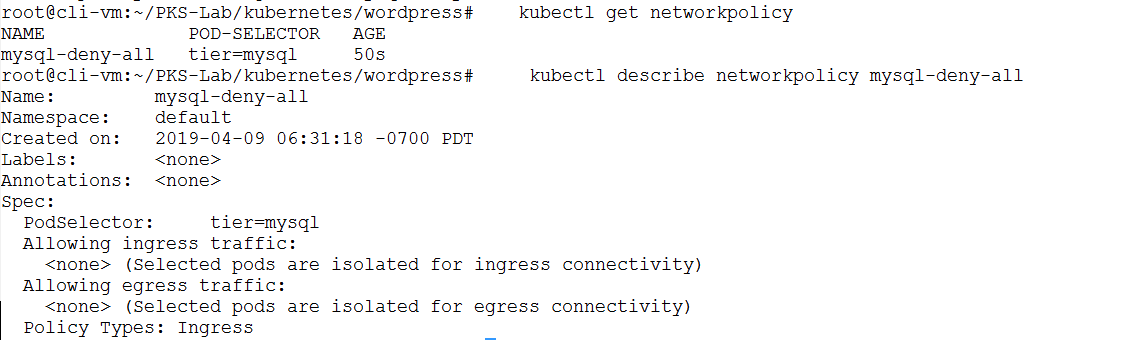 root@cli-vm:~/PKS-Lab/kubernetes/wordpress#    kubectl get networkpolicy
NAME             POD-SELECTOR   AGE
mysql-deny-all   tier=mysql     50s
root@cli-vm:~/PKS-Lab/kubernetes/wordpress#     kubectl describe networkpolicy mysql-deny-all
Name:         mysql-deny-all
Namespace:    default
Created on:   2019-04-09 06:31:18 -0700 PDT
Labels:       <none>
Annotations:  <none>
Spec:
  PodSelector:     tier=mysql
  Allowing ingress traffic:
    <none> (Selected pods are isolated for ingress connectivity)
  Allowing egress traffic:
    <none> (Selected pods are isolated for egress connectivity)
  Policy Types: Ingress